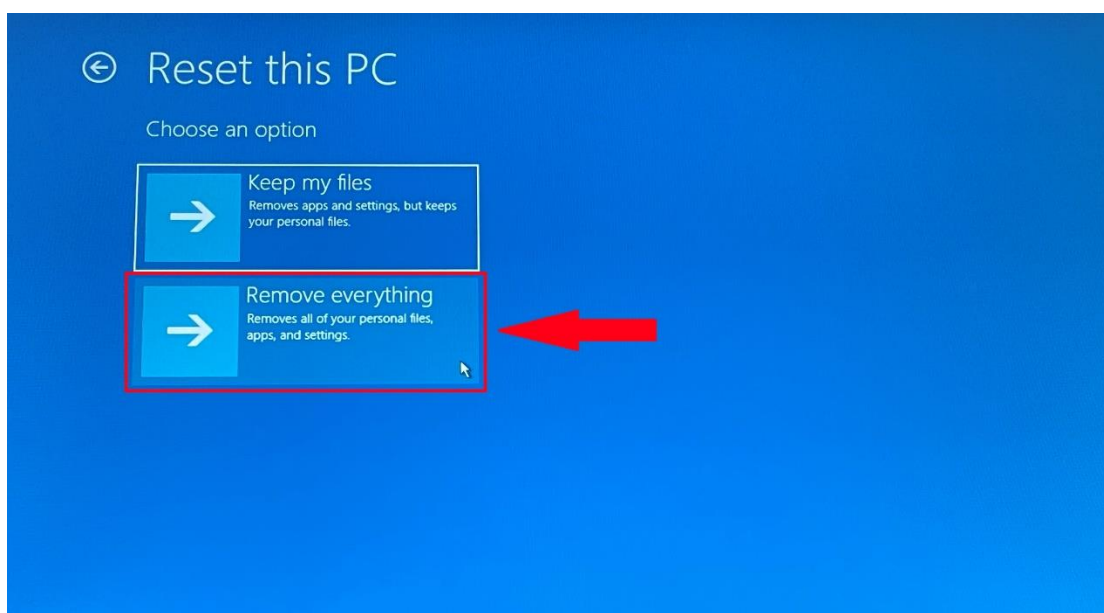 Reset this PC
Choose an option
Keep my files
Removes apps and settings, but keeps
your personal files.
Remove everything
Removes all of your personal files,
apps, and settings.